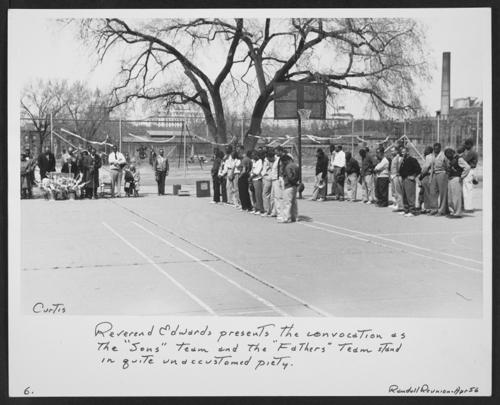 Curtis
Reverend Edwards presents the convocation as
the "Sons" team and the "Fathers" team stand
in quite unaccustomed piety.
6.
Randall Reunion-Apr 56